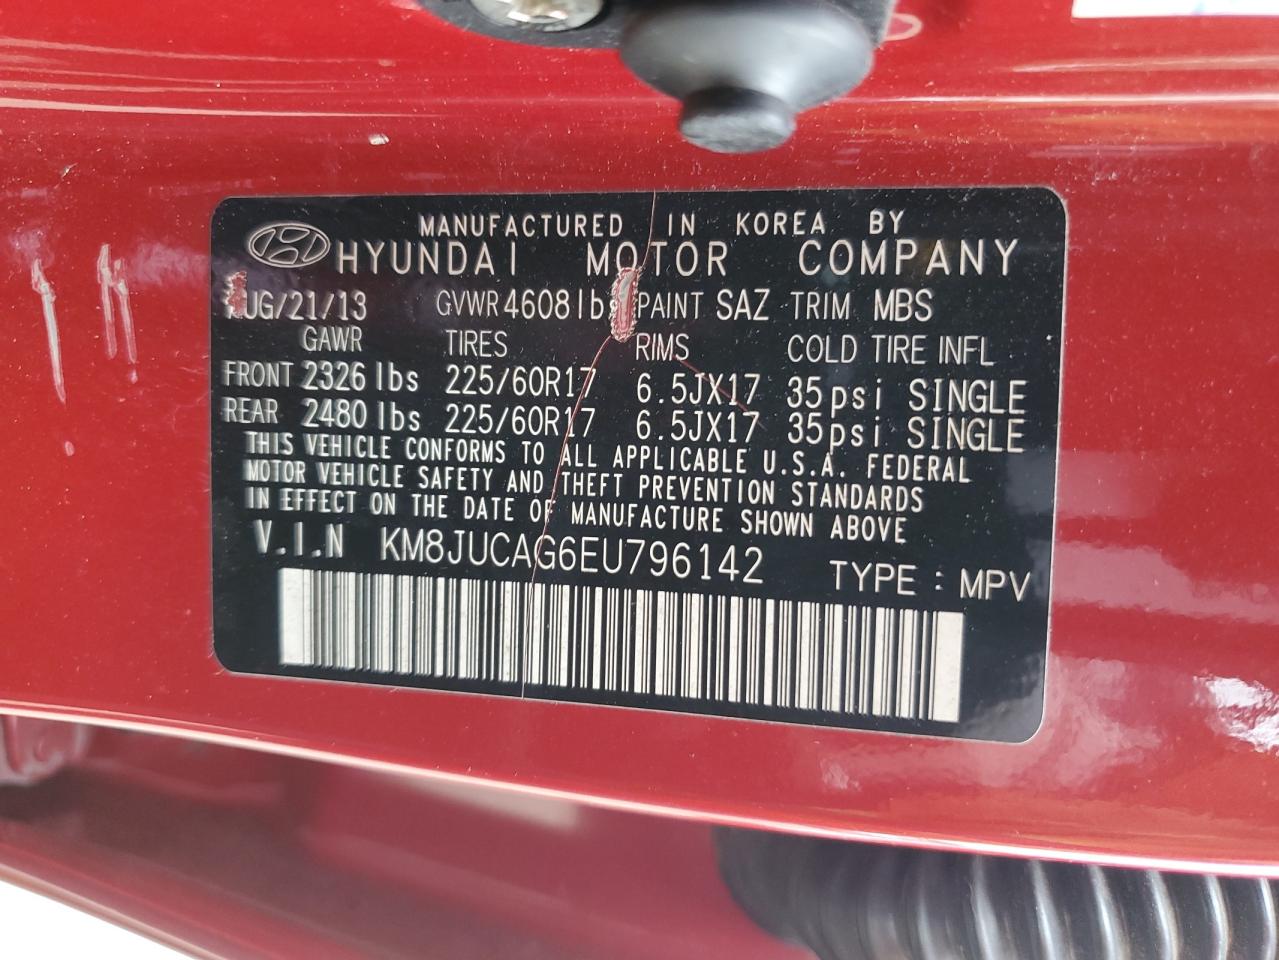 MANUFACTURED IN KOREA BY
HYUNDAI MOTOR COMPANY
AUG/21/13 GVWR 4608 lbs PAINT SAZ TRIM MBS
GAWR TIRES RIMS COLD TIRE INFL
FRONT 2326 lbs 225/60R17 6.5JX17 35psi SINGLE
REAR 2480 lbs 225/60R17 6.5JX17 35psi SINGLE
THIS VEHICLE CONFORMS TO ALL APPLICABLE U.S.A. FEDERAL
MOTOR VEHICLE SAFETY AND THEFT PREVENTION STANDARDS
IN EFFECT ON THE DATE OF MANUFACTURE SHOWN ABOVE
V.I.N KM8JUCAG6EU796142 TYPE : MPV